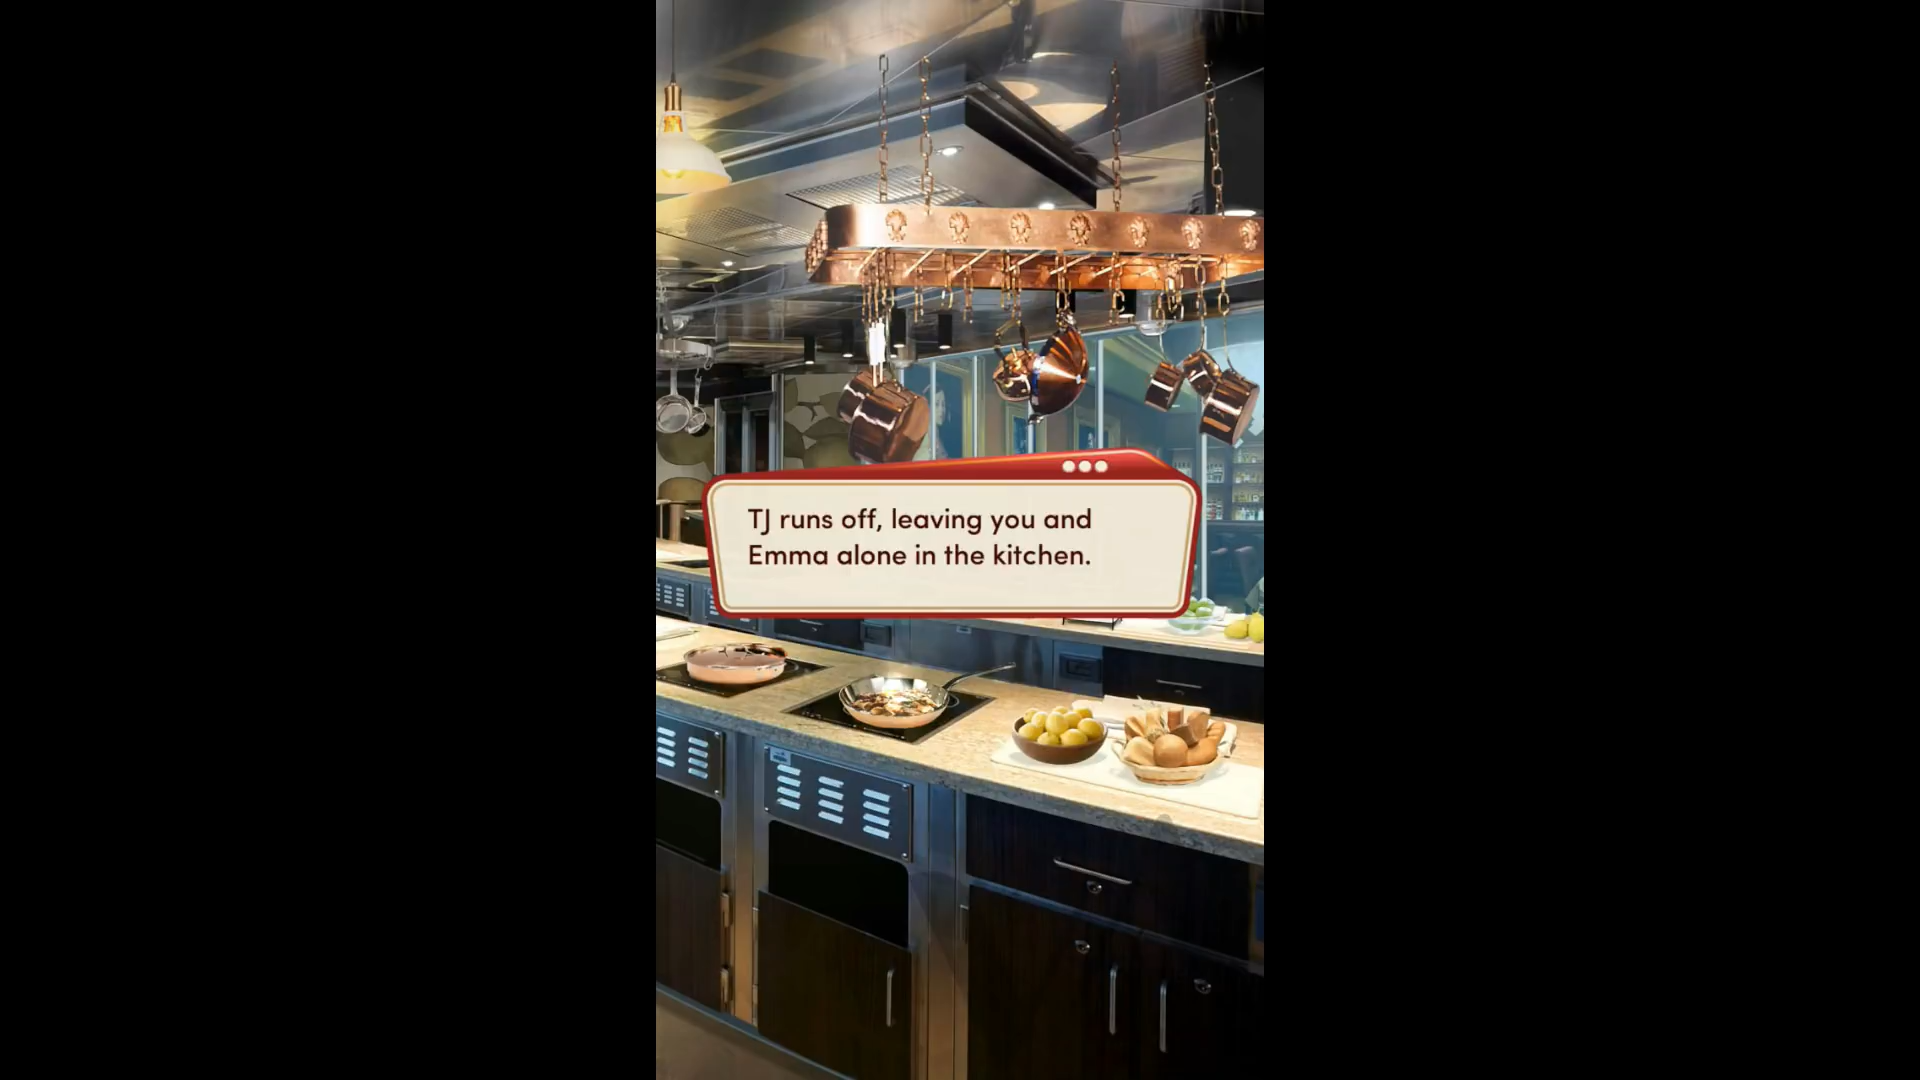 TJ runs off, leaving you and
Emma alone in the kitchen.